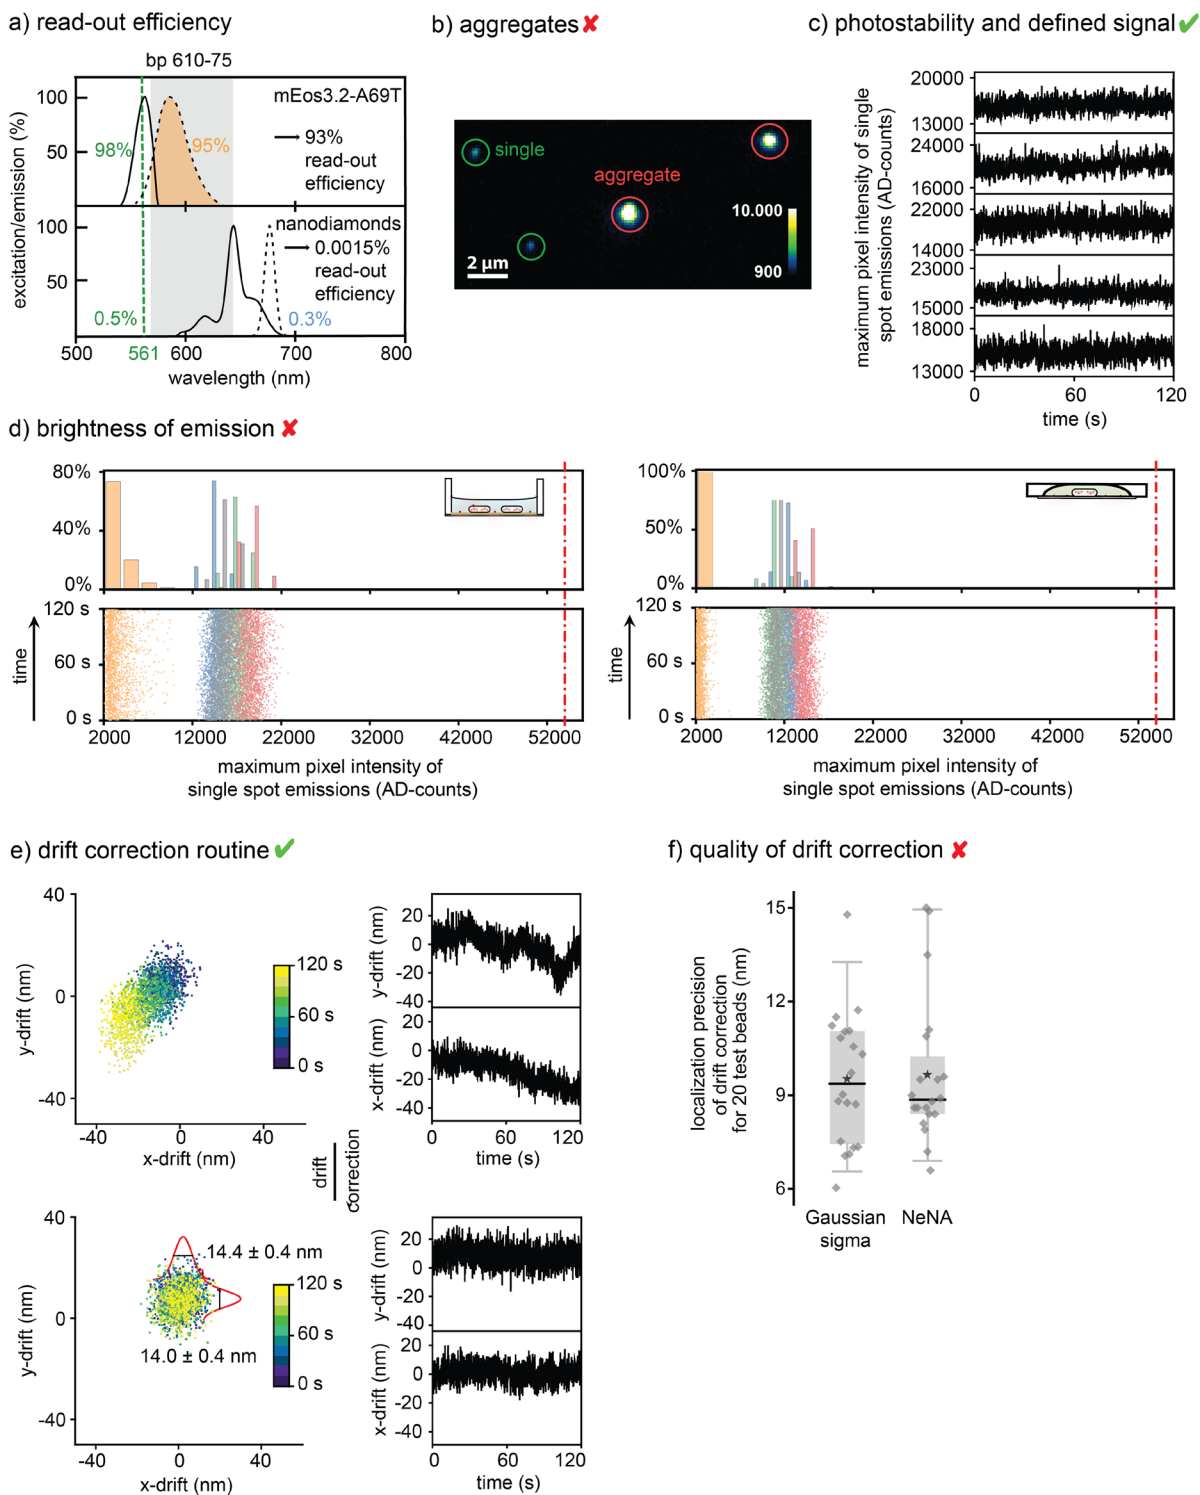 a) read-out efficiency
bp 610-75
100
50
98%
95%
mEos3.2-A69T
93%
read-out
efficiency
100
50
nanodiamonds
0.0015%
read-out
efficiency
0.5%
0.3%
500
561
600
700
800
wavelength (nm)
excitation/emission (%)
b) aggregates ✘
single
aggregate
2 µm
10.000
900
c) photostability and defined signal ✔
maximum pixel intensity of single
spot emissions (AD-counts)
20000
13000
24000
16000
22000
14000
23000
15000
18000
13000
0
60
120
time (s)
d) brightness of emission ✘
80%
40%
0%
120 s
60 s
0 s
time
2000
12000
22000
32000
42000
52000
maximum pixel intensity of
single spot emissions (AD-counts)
100%
50%
0%
120 s
60 s
0 s
time
2000
12000
22000
32000
42000
52000
maximum pixel intensity of
single spot emissions (AD-counts)
e) drift correction routine ✔
40
0
-40
y-drift (nm)
-40
0
40
x-drift (nm)
120 s
60 s
0 s
20
0
-20
-40
y-drift (nm)
20
0
-20
-40
x-drift (nm)
0
60
120
time (s)
drift
correction
40
0
-40
y-drift (nm)
14.4 ± 0.4 nm
14.0 ± 0.4 nm
120 s
60 s
0 s
-40
0
40
x-drift (nm)
20
0
-20
-40
y-drift (nm)
20
0
-20
-40
x-drift (nm)
0
60
120
time (s)
f) quality of drift correction ✘
localization precision
of drift correction
for 20 test beads (nm)
15
12
9
6
Gaussian
sigma
NeNA